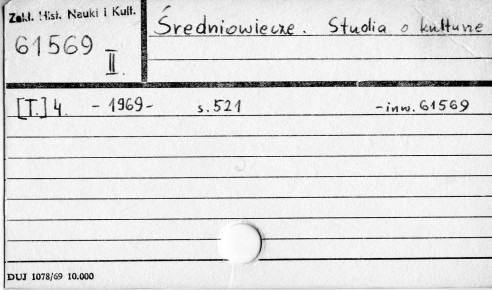 Zakł. Hist. Nauki i Kult.
61569
II.
Średniowiecze. Studia o kulturze
[T.] 4. - 1969 - s. 521 - inw. 61569
DUJ 1078/69 10.000